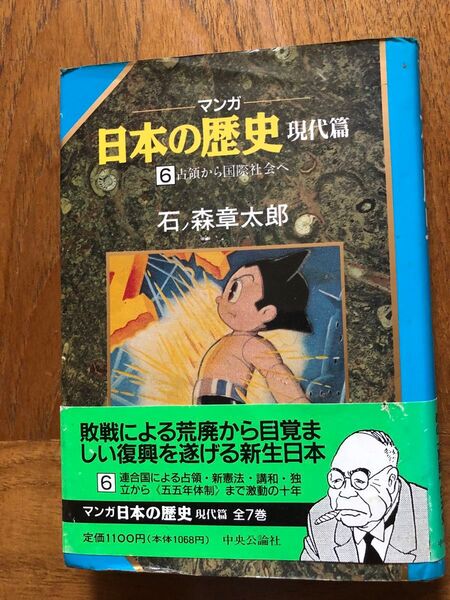 マンガ
日本の歴史 現代篇
6 占領から国際社会へ
石ノ森章太郎
敗戦による荒廃から目覚ま
しい復興を遂げる新生日本
6 連合国による占領・新憲法・講和・独
立から〈五五年体制〉まで激動の十年
マンガ 日本の歴史 現代篇 全7巻
定価1100円(本体1068円) 中央公論社